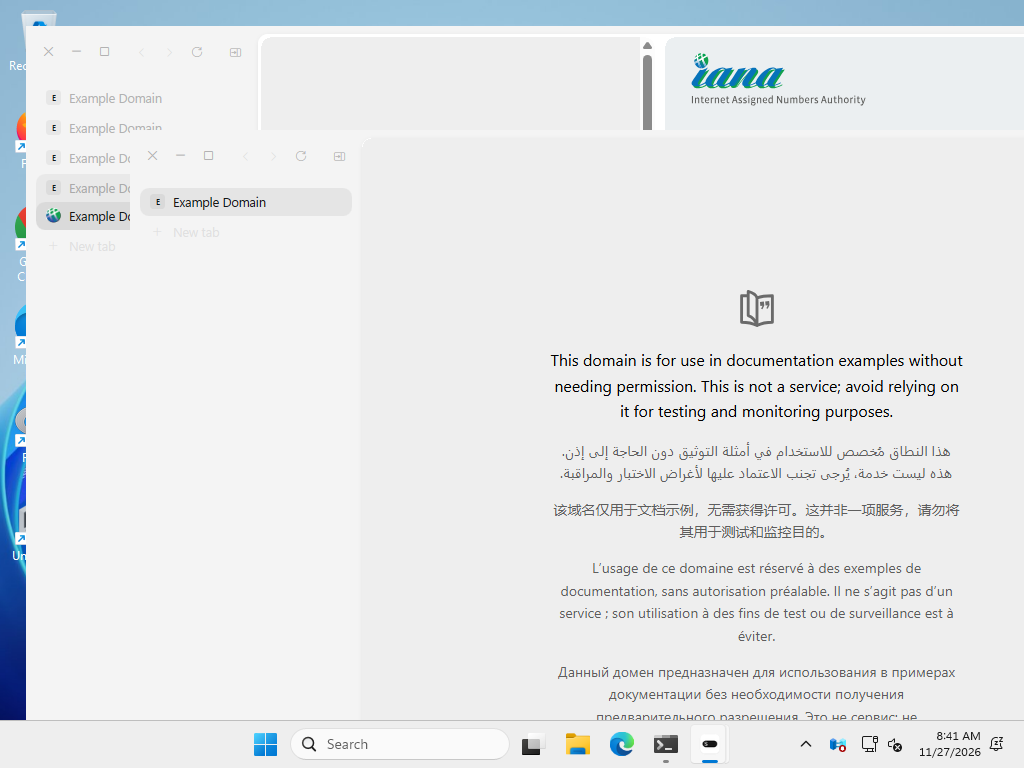 Example Domain
Example Domain
Example
Example
Example
New tab
iana
Internet Assigned Numbers Authority
Example Domain
New tab
This domain is for use in documentation examples without
needing permission. This is not a service; avoid relying on
it for testing and monitoring purposes.
هذا النطاق مُخصص للاستخدام في أمثلة التوثيق دون الحاجة إلى إذن.
هذه ليست خدمة، يُرجى تجنب الاعتماد عليها لأغراض الاختبار والمراقبة.
该域名仅用于文档示例，无需获得许可。这并非一项服务，请勿将
其用于测试和监控目的。
L’usage de ce domaine est réservé à des exemples de
documentation, sans autorisation préalable. Il ne s’agit pas d’un
service ; son utilisation à des fins de test ou de surveillance est à
éviter.
Данный домен предназначен для использования в примерах
документации без необходимости получения
предварительного разрешения. Это не сервис; не
Search
8:41 AM
11/27/2026